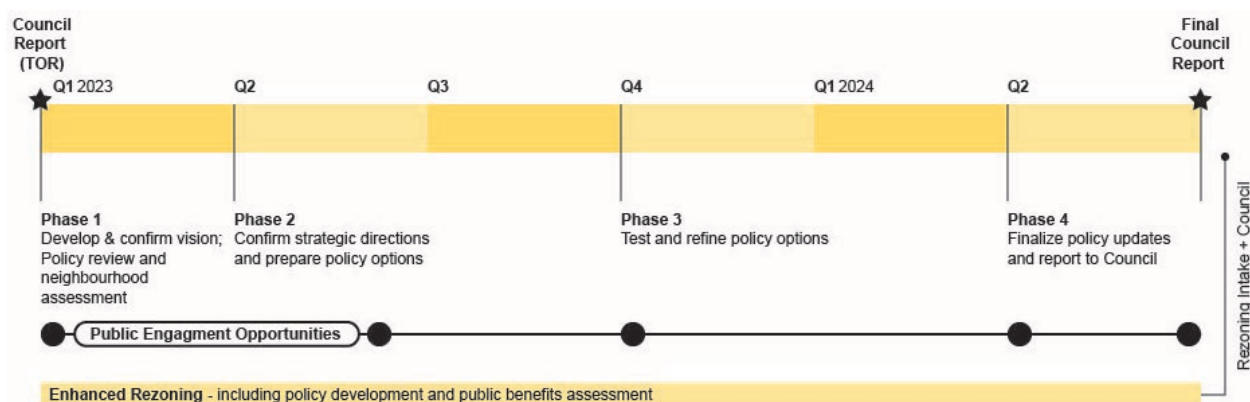 Council
Report
(TOR)
Final
Council
Report
Q1 2023
Q2
Q3
Q4
Q1 2024
Q2
Phase 1
Develop & confirm vision;
Policy review and
neighbourhood
assessment
Phase 2
Confirm strategic directions
and prepare policy options
Phase 3
Test and refine policy options
Phase 4
Finalize policy updates
and report to Council
Public Engagment Opportunities
Enhanced Rezoning - including policy development and public benefits assessment
Rezoning Intake + Council